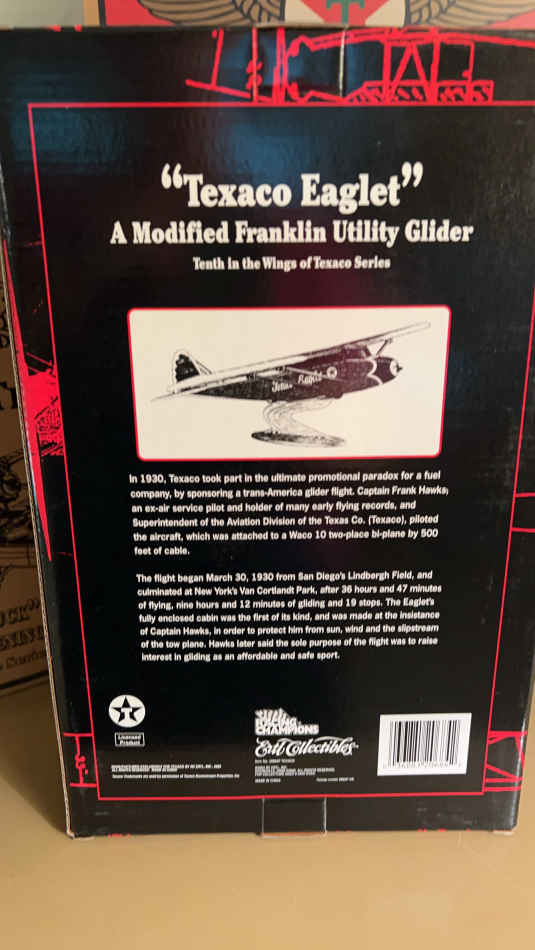 “Texaco Eaglet”
A Modified Franklin Utility Glider
Tenth in the Wings of Texaco Series
Texaco Eaglet
In 1930, Texaco took part in the ultimate promotional paradox for a fuel
company, by sponsoring a trans-America glider flight. Captain Frank Hawks,
an ex-air service pilot and holder of many early flying records, and
Superintendent of the Aviation Division of the Texas Co. (Texaco), piloted
the aircraft, which was attached to a Waco 10 two-place bi-plane by 500
feet of cable.
The flight began March 30, 1930 from San Diego's Lindbergh Field, and
culminated at New York's Van Cortlandt Park, after 36 hours and 47 minutes
of flying, nine hours and 12 minutes of gliding and 19 stops. The Eaglet's
fully enclosed cabin was the first of its kind, and was made at the insistance
of Captain Hawks, in order to protect him from sun, wind and the slipstream
of the tow plane. Hawks later said the sole purpose of the flight was to raise
interest in gliding as an affordable and safe sport.
T
Licensed
Product
RACING
CHAMPIONS
Ertl Collectibles
MADE IN CHINA